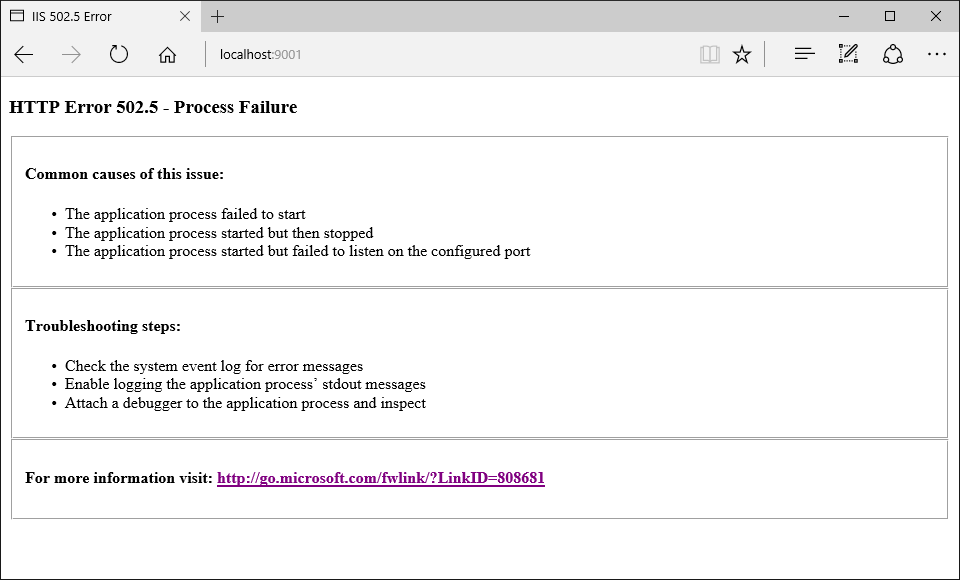 IIS 502.5 Error
localhost:9001
HTTP Error 502.5 - Process Failure
Common causes of this issue:
• The application process failed to start
• The application process started but then stopped
• The application process started but failed to listen on the configured port
Troubleshooting steps:
• Check the system event log for error messages
• Enable logging the application process’ stdout messages
• Attach a debugger to the application process and inspect
For more information visit: http://go.microsoft.com/fwlink/?LinkID=808681